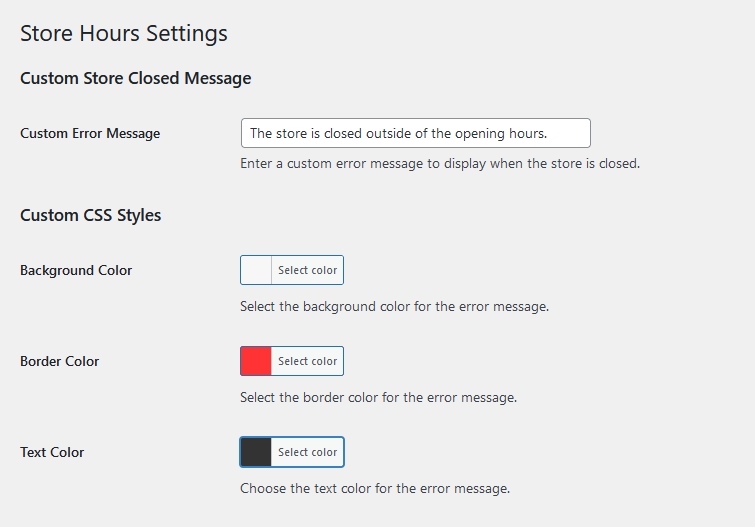 Store Hours Settings
Custom Store Closed Message
Custom Error Message
The store is closed outside of the opening hours.
Enter a custom error message to display when the store is closed.
Custom CSS Styles
Background Color
Select color
Select the background color for the error message.
Border Color
Select color
Select the border color for the error message.
Text Color
Select color
Choose the text color for the error message.